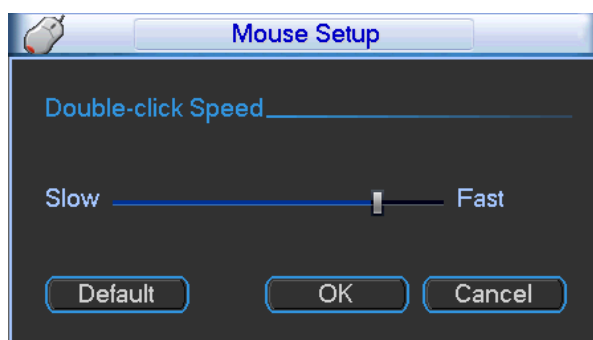 Mouse Setup
Double-click Speed
Slow Fast
Default OK Cancel